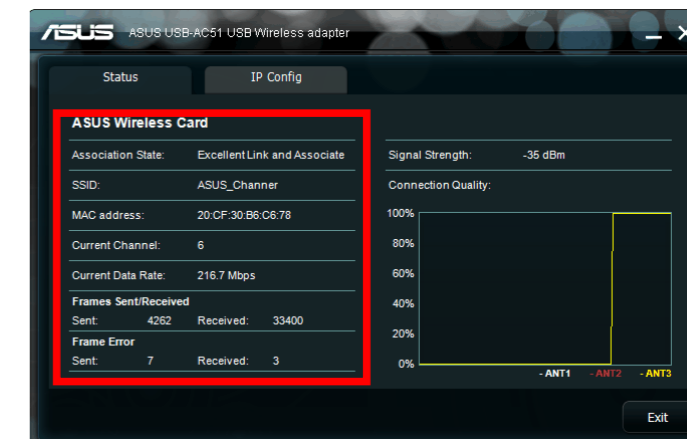 ASUS ASUS USB-AC51 USB Wireless adapter
Status IP Config
ASUS Wireless Card
Association State: Excellent Link and Associate
SSID: ASUS_Channer
MAC address: 20:CF:30:B6:C6:78
Current Channel: 6
Current Data Rate: 216.7 Mbps
Frames Sent/Received
Sent: 4262 Received: 33400
Frame Error
Sent: 7 Received: 3
Signal Strength: -35 dBm
Connection Quality:
100%
80%
60%
40%
20%
0%
- ANT1 - ANT2 - ANT3
Exit